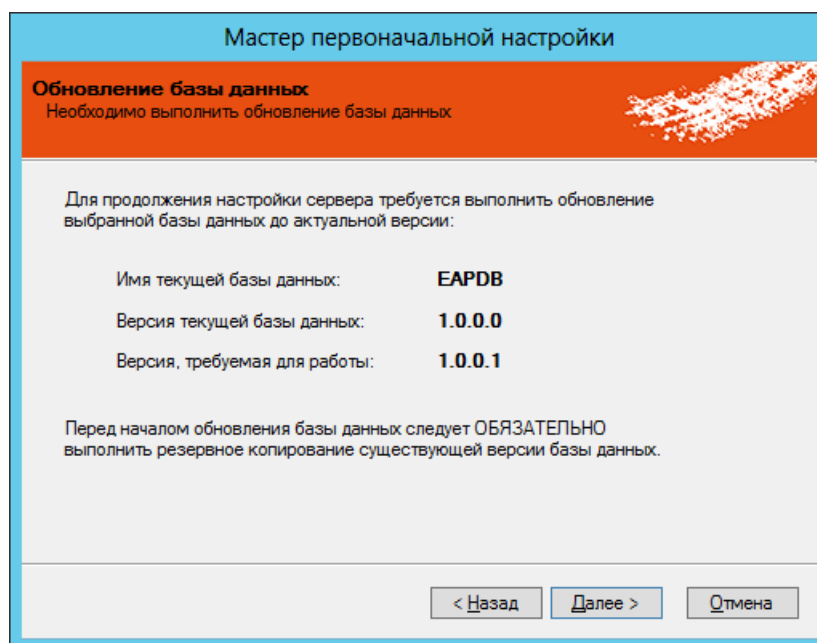 Мастер первоначальной настройки
Обновление базы данных
Необходимо выполнить обновление базы данных
Для продолжения настройки сервера требуется выполнить обновление
выбранной базы данных до актуальной версии:
Имя текущей базы данных: EAPDB
Версия текущей базы данных: 1.0.0.0
Версия, требуемая для работы: 1.0.0.1
Перед началом обновления базы данных следует ОБЯЗАТЕЛЬНО
выполнить резервное копирование существующей версии базы данных.
< Назад Далее > Отмена